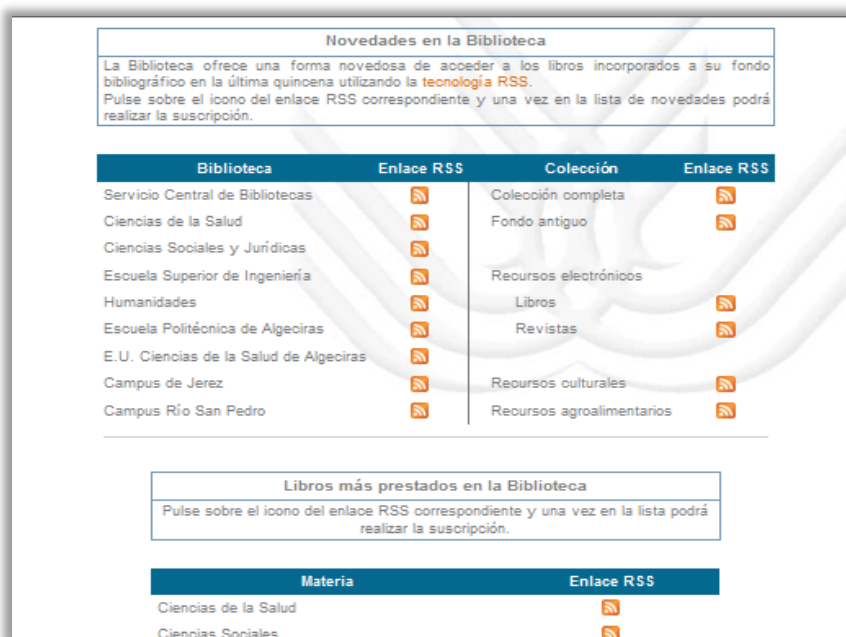 Novedades en la Biblioteca
La Biblioteca ofrece una forma novedosa de acceder a los libros incorporados a su fondo
bibliográfico en la última quincena utilizando la tecnología RSS.
Pulse sobre el icono del enlace RSS correspondiente y una vez en la lista de novedades podrá
realizar la suscripción.
Biblioteca Enlace RSS Colección Enlace RSS
Servicio Central de Bibliotecas Colección completa
Ciencias de la Salud Fondo antiguo
Ciencias Sociales y Jurídicas
Escuela Superior de Ingeniería Recursos electrónicos
Humanidades Libros
Escuela Politécnica de Algeciras Revistas
E.U. Ciencias de la Salud de Algeciras
Campus de Jerez Recursos culturales
Campus Río San Pedro Recursos agroalimentarios
Libros más prestados en la Biblioteca
Pulse sobre el icono del enlace RSS correspondiente y una vez en la lista podrá
realizar la suscripción.
Materia Enlace RSS
Ciencias de la Salud
Ciencias Sociales